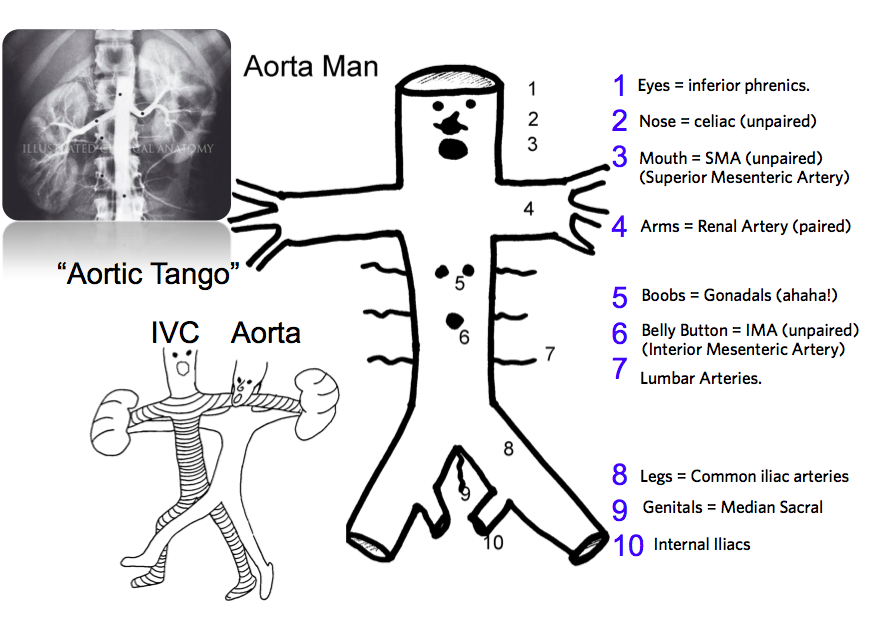 Aorta Man
ILLUSTRATED CLINICAL ANATOMY
"Aortic Tango"
IVC Aorta
1
2
3
4
5
6
7
8
9
10
1 Eyes = inferior phrenics.
2 Nose = celiac (unpaired)
3 Mouth = SMA (unpaired)
(Superior Mesenteric Artery)
4 Arms = Renal Artery (paired)
5 Boobs = Gonadals (ahaha!)
6 Belly Button = IMA (unpaired)
(Interior Mesenteric Artery)
7 Lumbar Arteries.
8 Legs = Common iliac arteries
9 Genitals = Median Sacral
10 Internal Iliacs